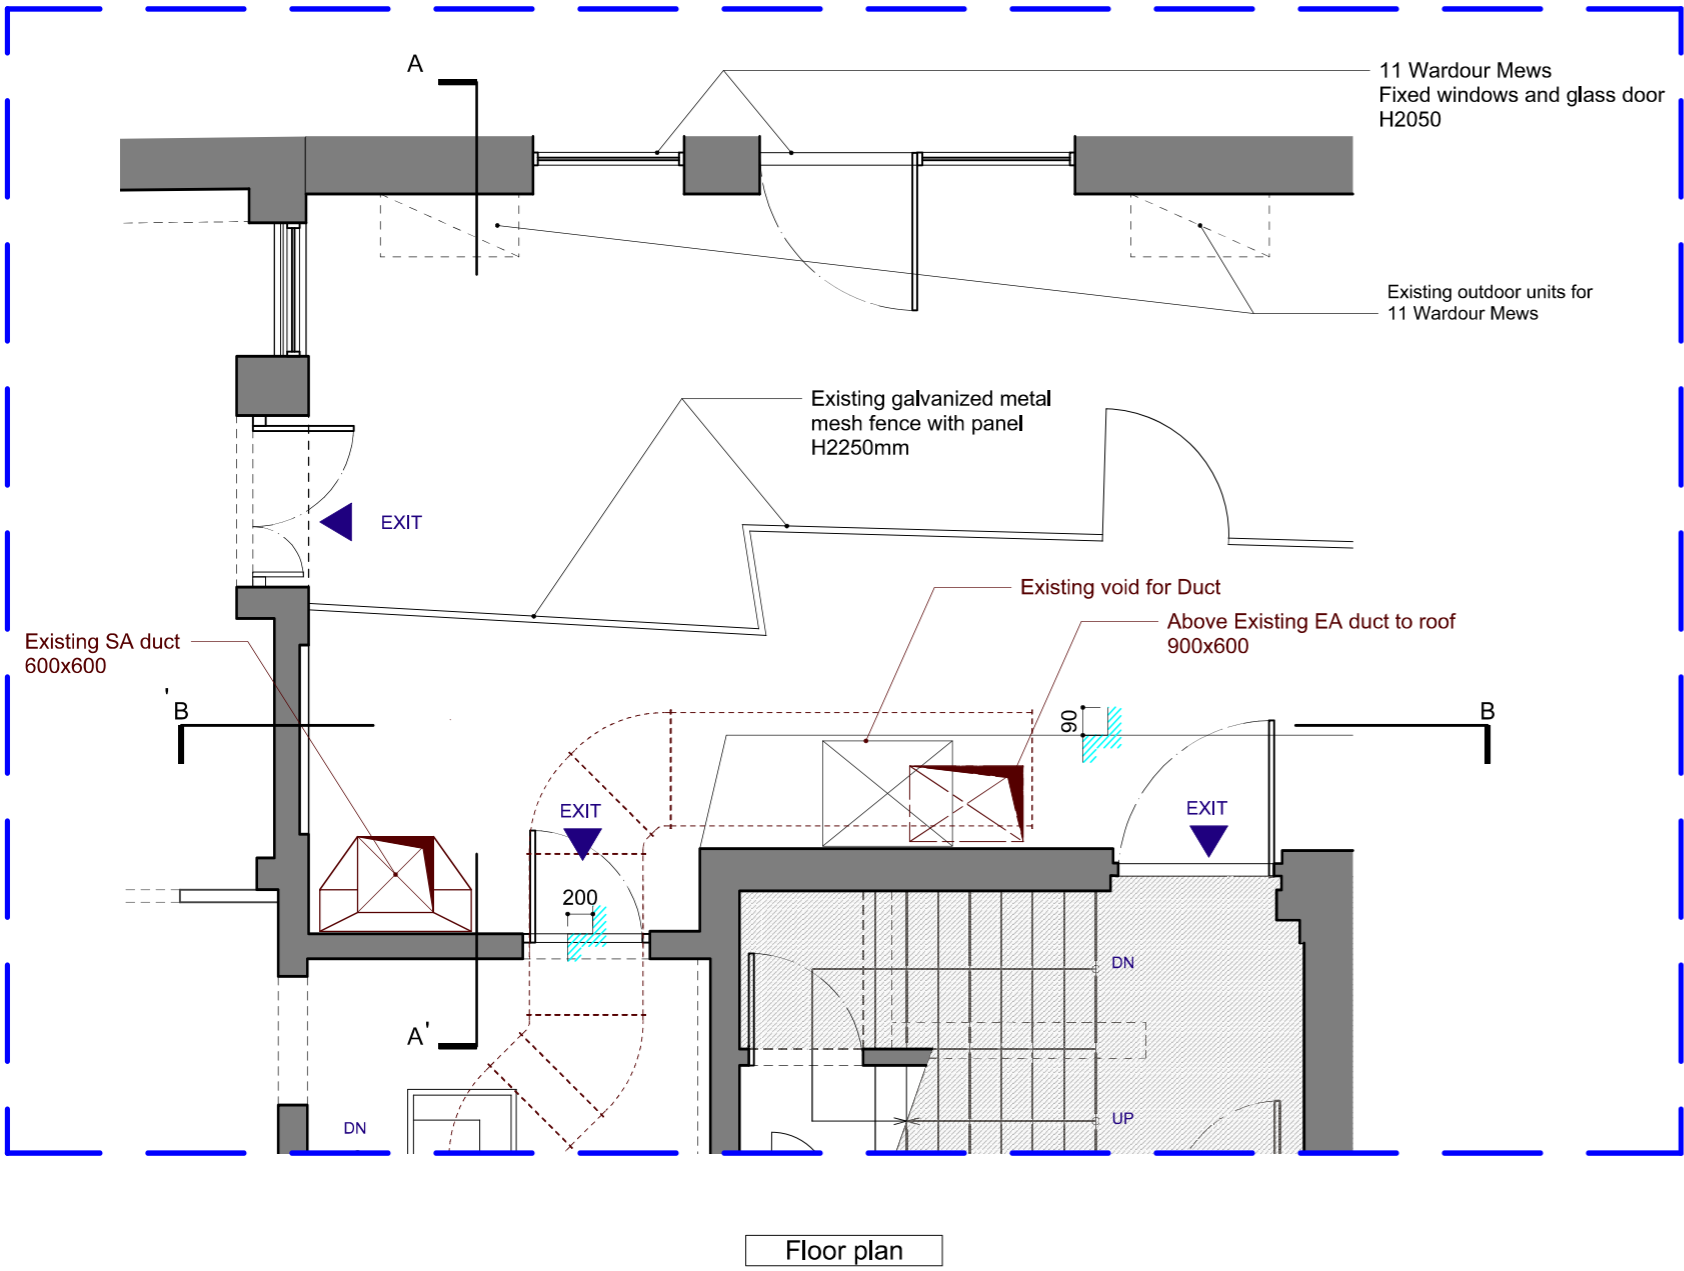 A
11 Wardour Mews
Fixed windows and glass door
H2050
Existing outdoor units for
11 Wardour Mews
Existing galvanized metal
mesh fence with panel
H2250mm
EXIT
Existing void for Duct
Above Existing EA duct to roof
900x600
Existing SA duct
600x600
'
B
90
B
EXIT
EXIT
200
DN
A'
UP
DN
Floor plan